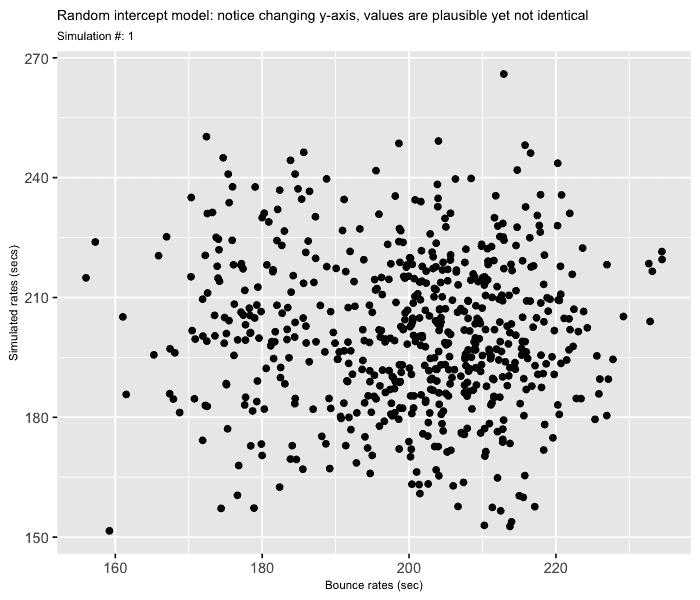 Random intercept model: notice changing y-axis, values are plausible yet not identical
Simulation #: 1
270
240
210
180
150
Simulated rates (secs)
160
180
200
220
Bounce rates (sec)